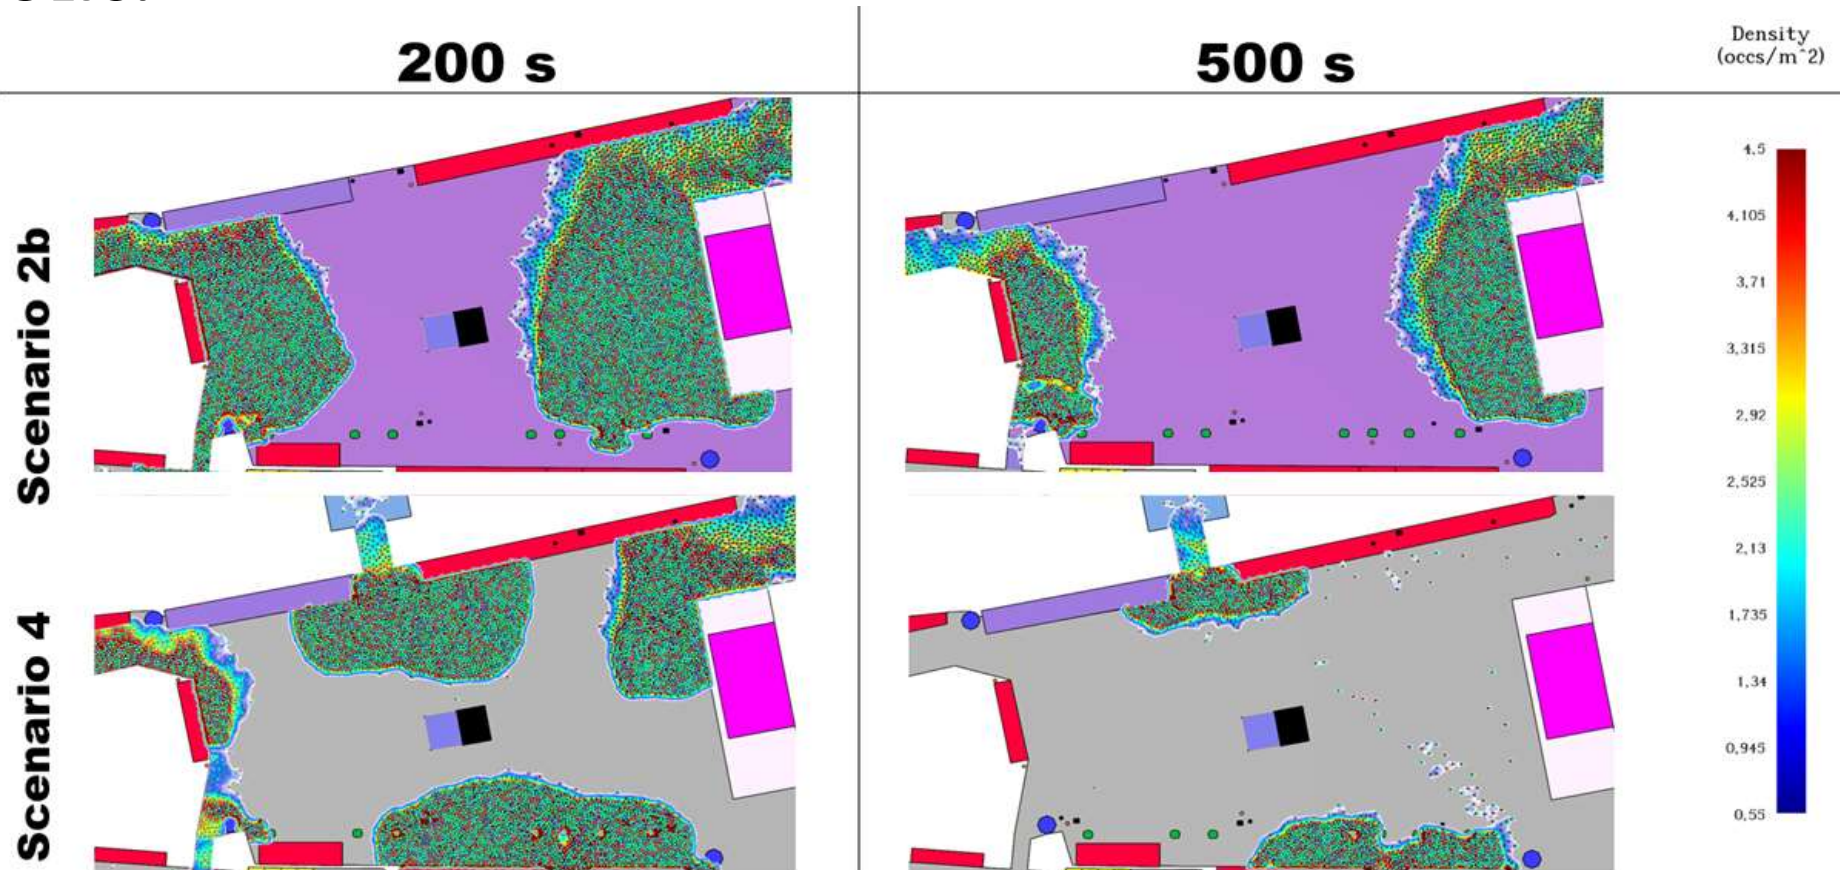 200 s
500 s
Density
(occs/m^2)
Scenario 2b
Scenario 4
4.5
4,105
3,71
3,315
2,92
2,525
2,13
1,735
1,34
0,945
0,55